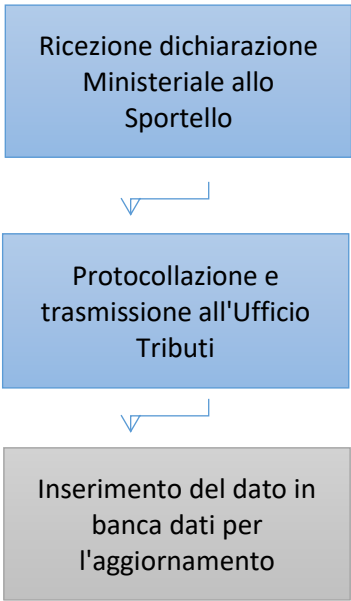 Ricezione dichiarazione
Ministeriale allo
Sportello
Protocollazione e
trasmissione all'Ufficio
Tributi
Inserimento del dato in
banca dati per
l'aggiornamento